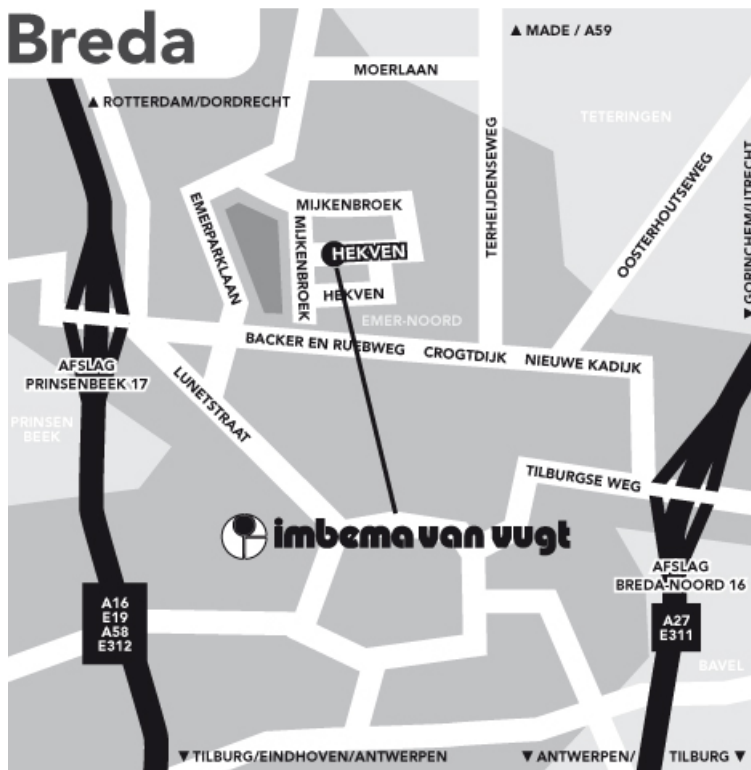 Breda
▲ MADE / A59
MOERLAAN
▲ ROTTERDAM/DORDRECHT
TETERINGEN
TERHEIJDENSEWEG
OOSTERHOUTSEWEG
▼ GORINCHEM/UTRECHT
EMERPARKLAAN
MIJKENBROEK
MIJKENBROEK
HEKVEN
HEKVEN
EMER-NOORD
BACKER EN RUEBWEG
CROGTDIJK
NIEUWE KADIJK
AFSLAG
PRINSENBEEK 17
LUNETSTRAAT
PRINSEN
BEEK
TILBURGSE WEG
imbema van vugt
AFSLAG
BREDA-NOORD 16
A16
E19
A58
E312
A27
E311
BAVEL
▼ TILBURG/EINDHOVEN/ANTWERPEN
▼ ANTWERPEN/
TILBURG ▼